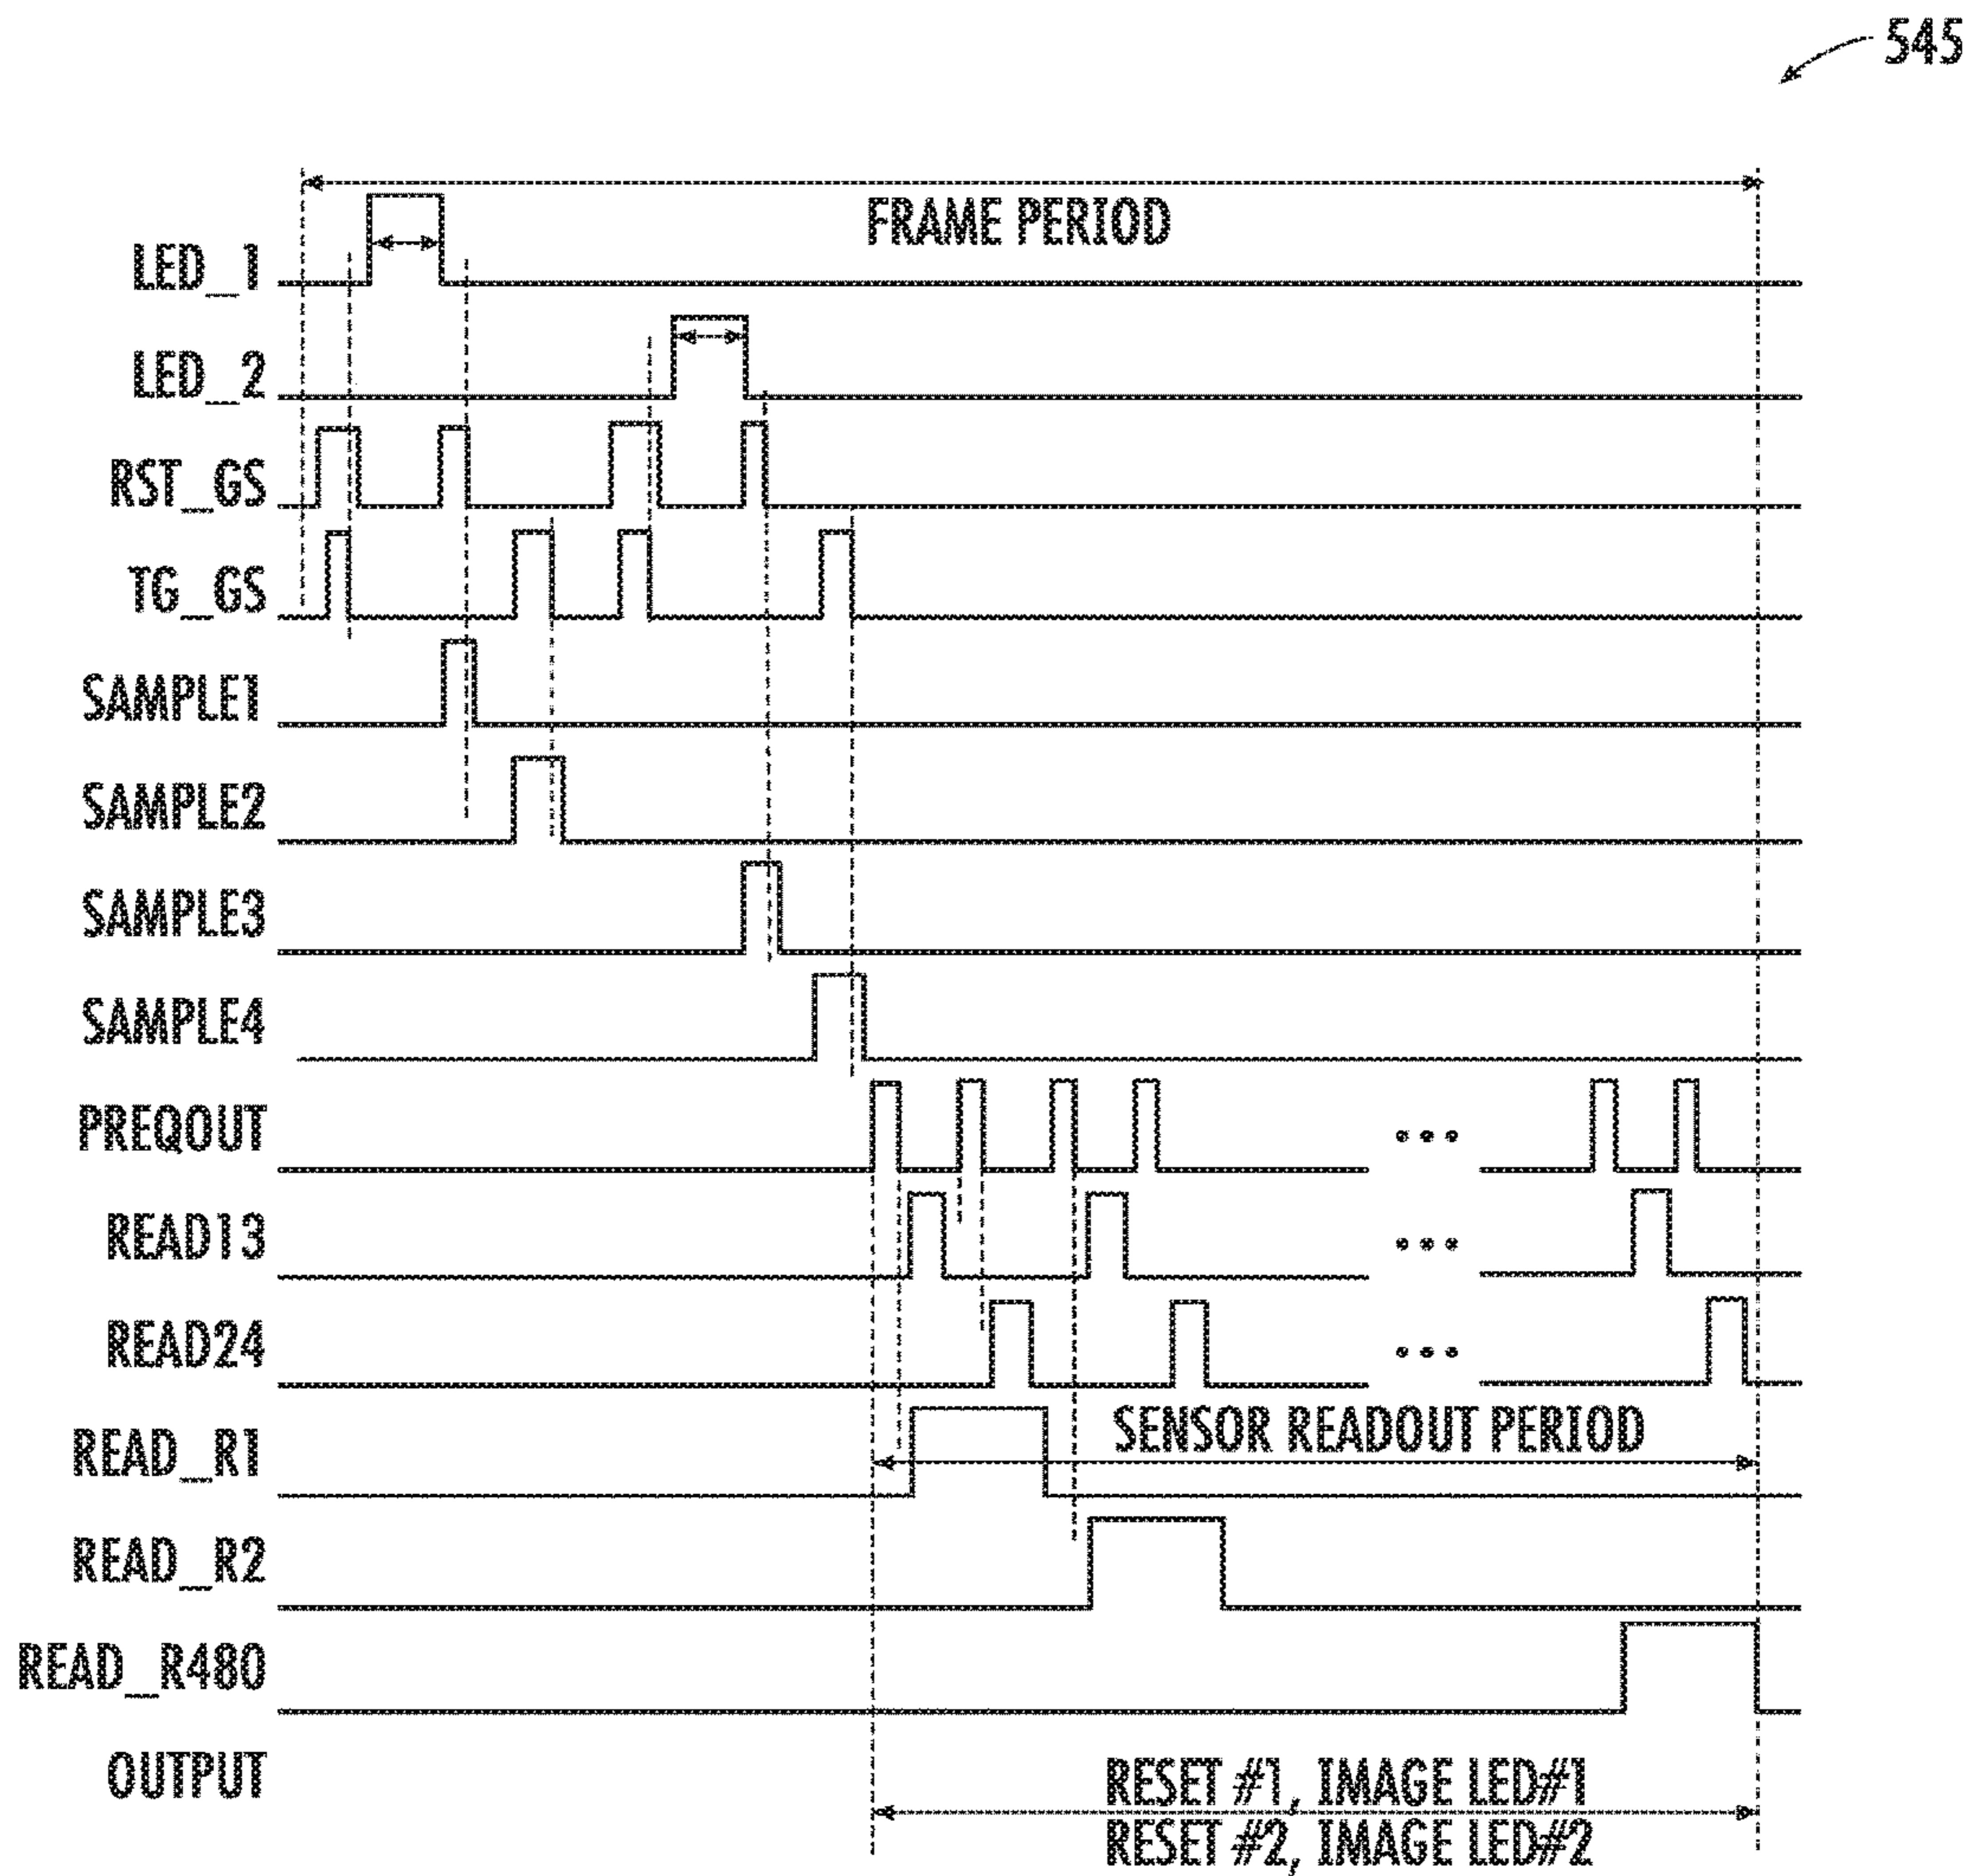 545
FRAME PERIOD
LED_1
LED_2
RST_GS
TG_GS
SAMPLE1
SAMPLE2
SAMPLE3
SAMPLE4
PREQOUT
READ13
READ24
READ_R1
SENSOR READOUT PERIOD
READ_R2
READ_R480
OUTPUT
RESET #1, IMAGE LED#1
RESET #2, IMAGE LED#2